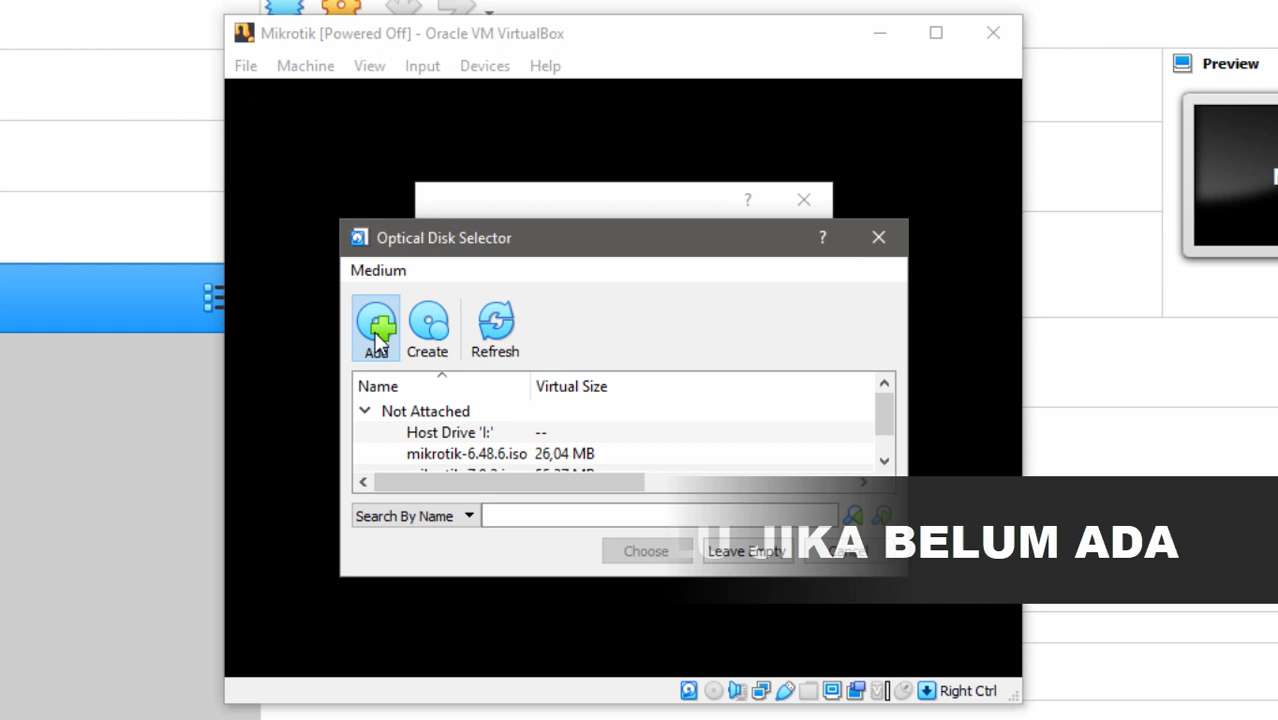 Mikrotik [Powered Off] - Oracle VM VirtualBox
File Machine View Input Devices Help
Preview
?
Optical Disk Selector ?
Medium
Add Create Refresh
Name Virtual Size
Not Attached
Host Drive 'I:' --
mikrotik-6.48.6.iso 26,04 MB
Search By Name
JIKA BELUM ADA
Choose Leave Empty Cancel
Right Ctrl